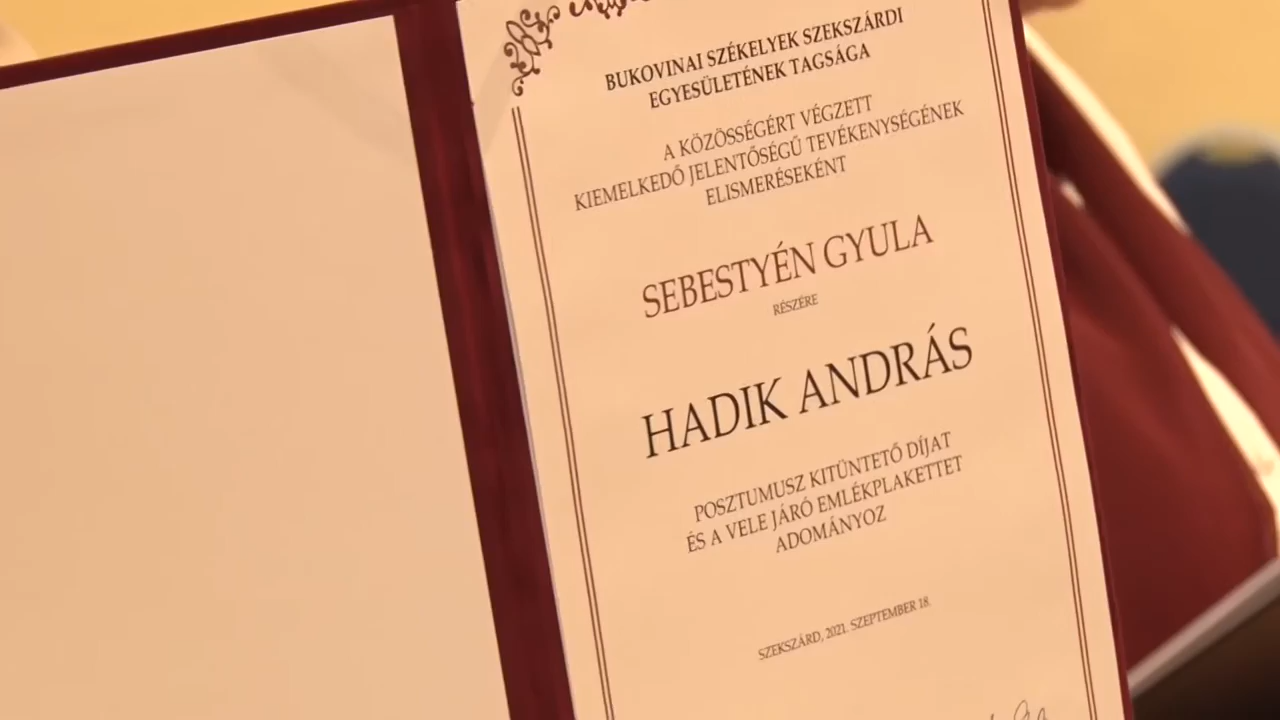 BUKOVINAI SZÉKELYEK SZEKSZÁRDI
EGYESÜLETÉNEK TAGSÁGA
A KÖZÖSSÉGÉRT VÉGZETT
KIEMELKEDŐ JELENTŐSÉGŰ TEVÉKENYSÉGÉNEK
ELISMERÉSEKÉNT
SEBESTYÉN GYULA
RÉSZÉRE
HADIK ANDRÁS
POSZTUMUSZ KITÜNTETŐ DÍJAT
ÉS A VELE JÁRÓ EMLÉKPLAKETTET
ADOMÁNYOZ
SZEKSZÁRD, 2021. SZEPTEMBER 18.